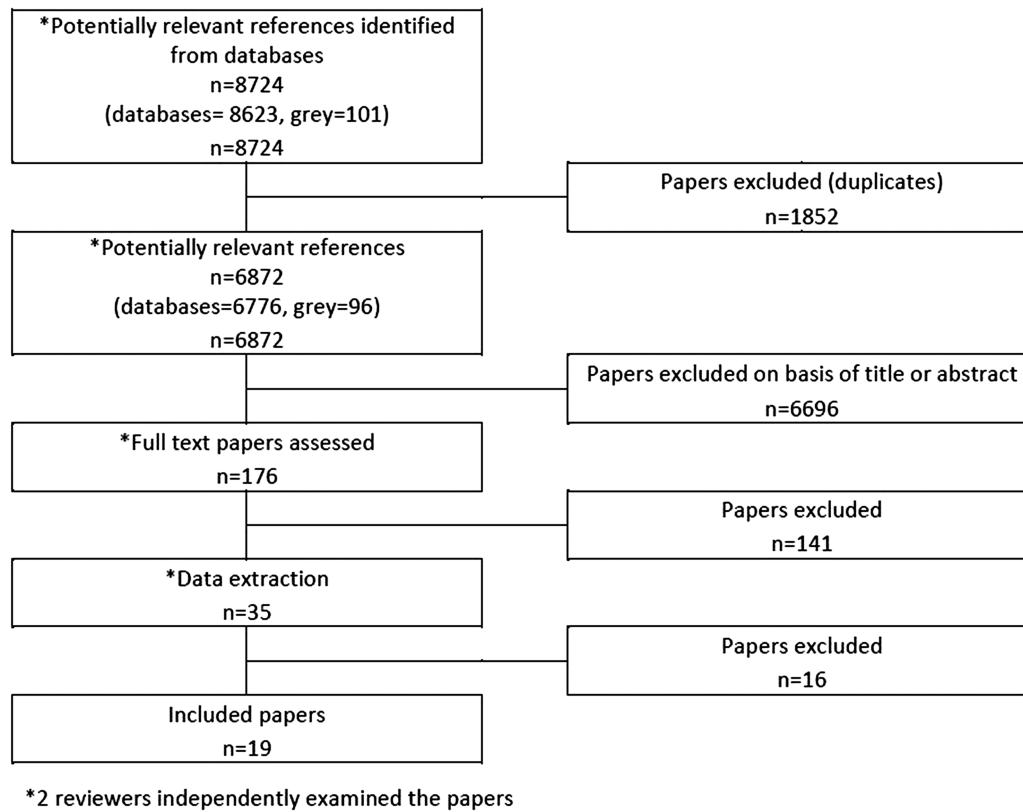 *Potentially relevant references identified
from databases
n=8724
(databases= 8623, grey=101)
n=8724
Papers excluded (duplicates)
n=1852
*Potentially relevant references
n=6872
(databases=6776, grey=96)
n=6872
Papers excluded on basis of title or abstract
n=6696
*Full text papers assessed
n=176
Papers excluded
n=141
*Data extraction
n=35
Papers excluded
n=16
Included papers
n=19
*2 reviewers independently examined the papers